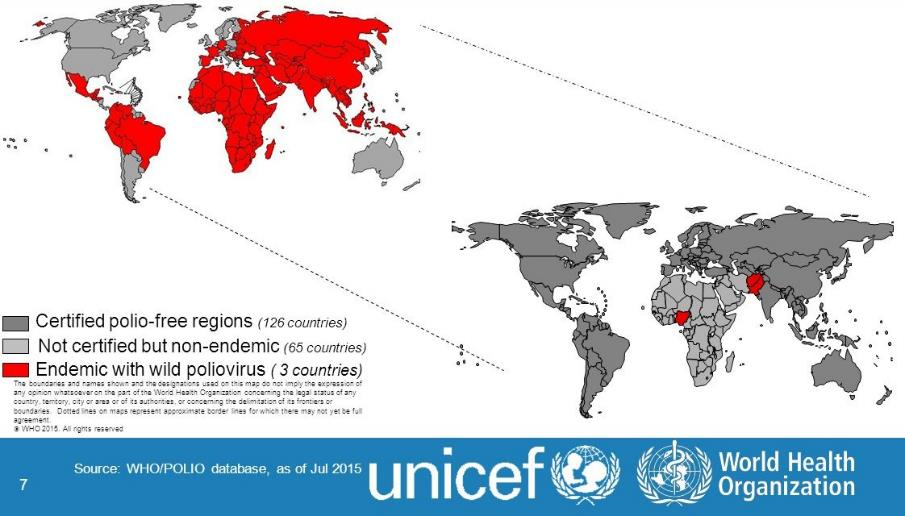 Certified polio-free regions (126 countries)
Not certified but non-endemic (65 countries)
Endemic with wild poliovirus ( 3 countries)
The boundaries and names shown and the designations used on this map do not imply the expression of
any opinion whatsoever on the part of the World Health Organization concerning the legal status of any
country, territory, city or area or of its authorities, or concerning the delimitation of its frontiers or
boundaries. Dotted lines on maps represent approximate border lines for which there may not yet be full
agreement.
WHO 2015. All rights reserved
Source: WHO/POLIO database, as of Jul 2015
7
unicef
World Health
Organization